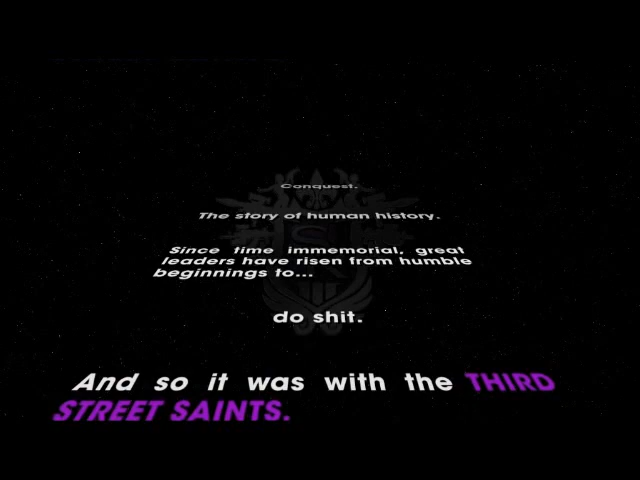 Conquest.
The story of human history.
Since time immemorial, great
leaders have risen from humble
beginnings to...
do shit.
And so it was with the THIRD
STREET SAINTS.